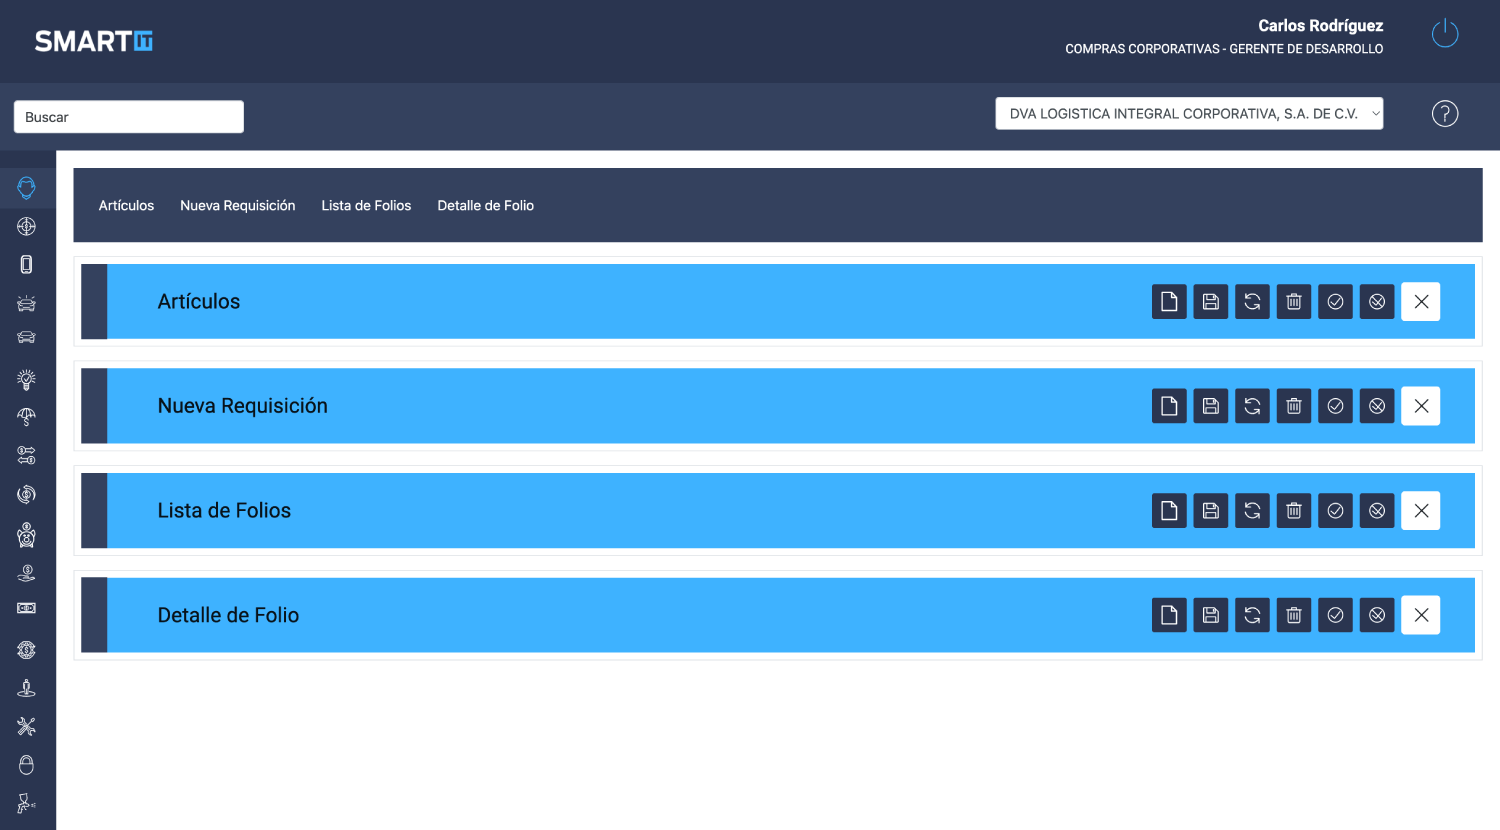 SMARTIT
Carlos Rodríguez
COMPRAS CORPORATIVAS - GERENTE DE DESARROLLO
Buscar
DVA LOGISTICA INTEGRAL CORPORATIVA, S.A. DE C.V.
Artículos Nueva Requisición Lista de Folios Detalle de Folio
Artículos
Nueva Requisición
Lista de Folios
Detalle de Folio